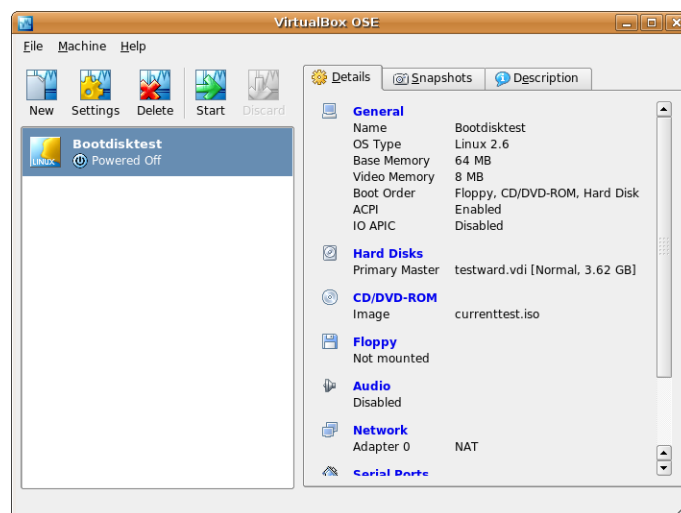 VirtualBox OSE
File Machine Help
New Settings Delete Start Discard
Details Snapshots Description
LINUX
Bootdisktest
Powered Off
General
Name Bootdisktest
OS Type Linux 2.6
Base Memory 64 MB
Video Memory 8 MB
Boot Order Floppy, CD/DVD-ROM, Hard Disk
ACPI Enabled
IO APIC Disabled
Hard Disks
Primary Master testward.vdi [Normal, 3.62 GB]
CD/DVD-ROM
Image currenttest.iso
Floppy
Not mounted
Audio
Disabled
Network
Adapter 0 NAT
Serial Ports